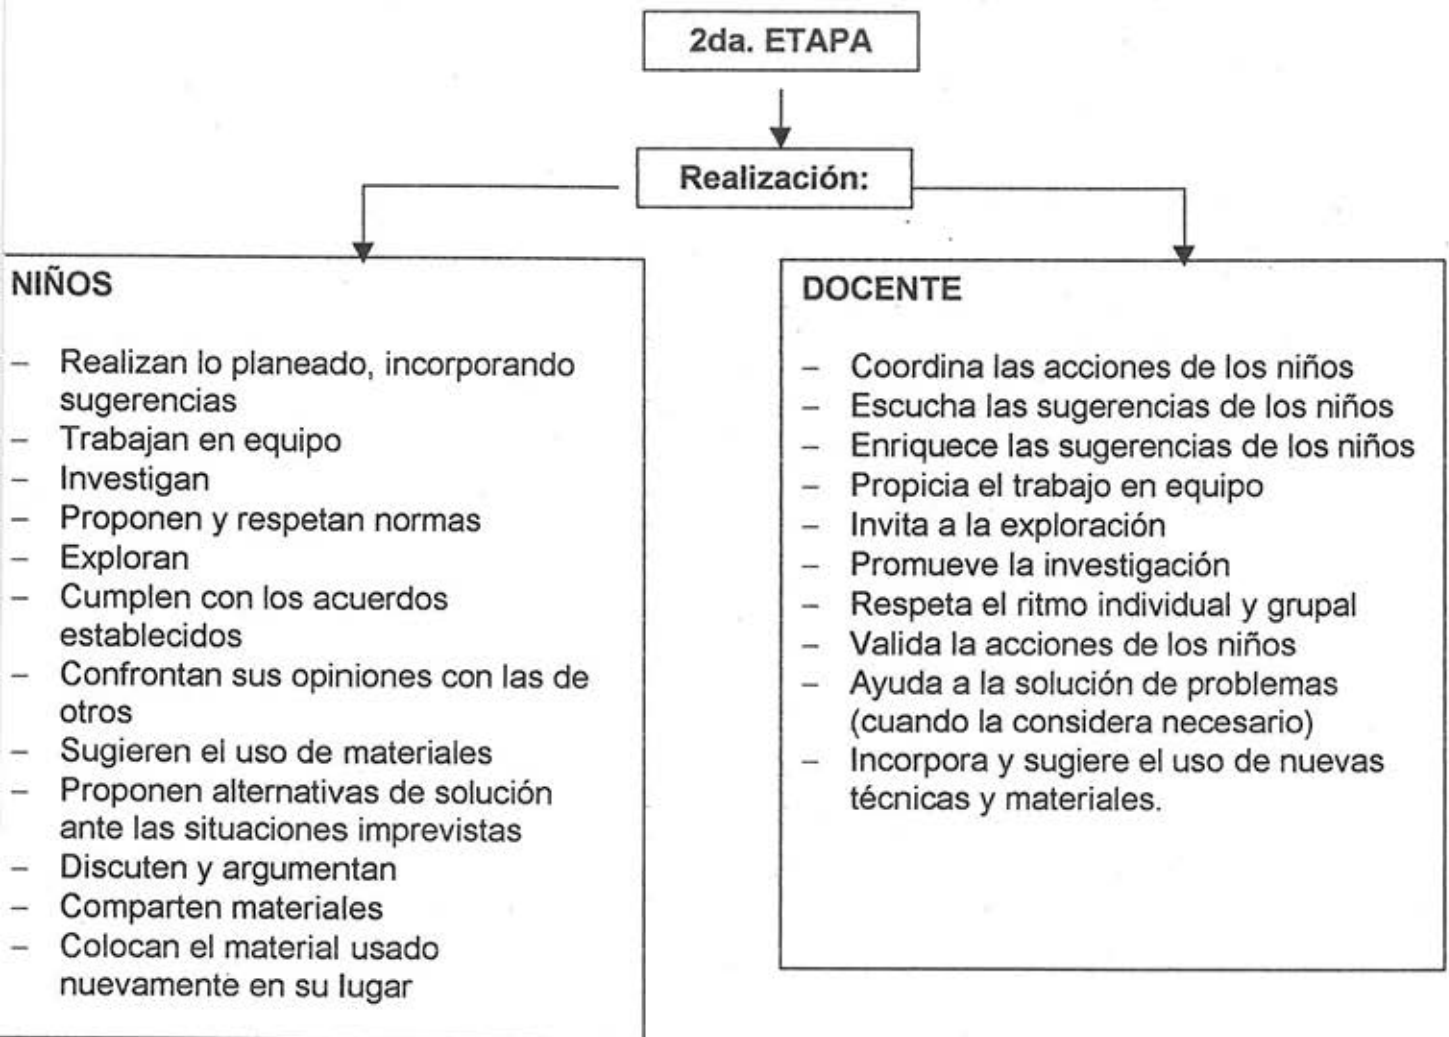 2da. ETAPA
Realización:
NIÑOS
– Realizan lo planeado, incorporando
sugerencias
– Trabajan en equipo
– Investigan
– Proponen y respetan normas
– Exploran
– Cumplen con los acuerdos
establecidos
– Confrontan sus opiniones con las de
otros
– Sugieren el uso de materiales
– Proponen alternativas de solución
ante las situaciones imprevistas
– Discuten y argumentan
– Comparten materiales
– Colocan el material usado
nuevamente en su lugar
DOCENTE
– Coordina las acciones de los niños
– Escucha las sugerencias de los niños
– Enriquece las sugerencias de los niños
– Propicia el trabajo en equipo
– Invita a la exploración
– Promueve la investigación
– Respeta el ritmo individual y grupal
– Valida la acciones de los niños
– Ayuda a la solución de problemas
(cuando la considera necesario)
– Incorpora y sugiere el uso de nuevas
técnicas y materiales.